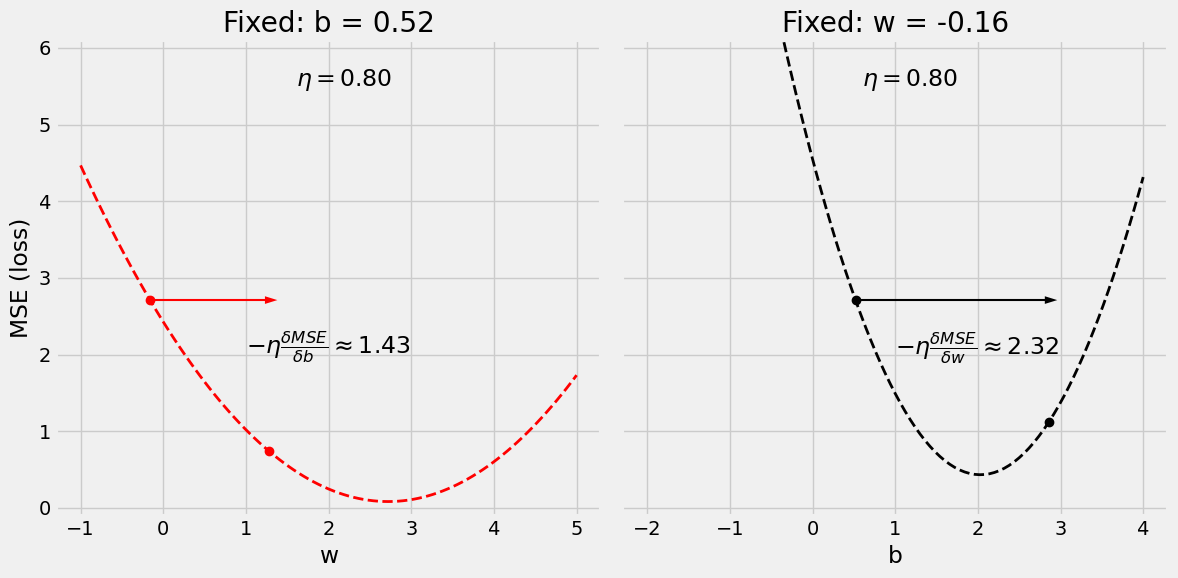 Fixed: b = 0.52
η = 0.80
6
5
4
3
2
1
0
MSE (loss)
−η δMSE/δb ≈ 1.43
−1 0 1 2 3 4 5
w
Fixed: w = -0.16
η = 0.80
−η δMSE/δw ≈ 2.32
−2 −1 0 1 2 3 4
b